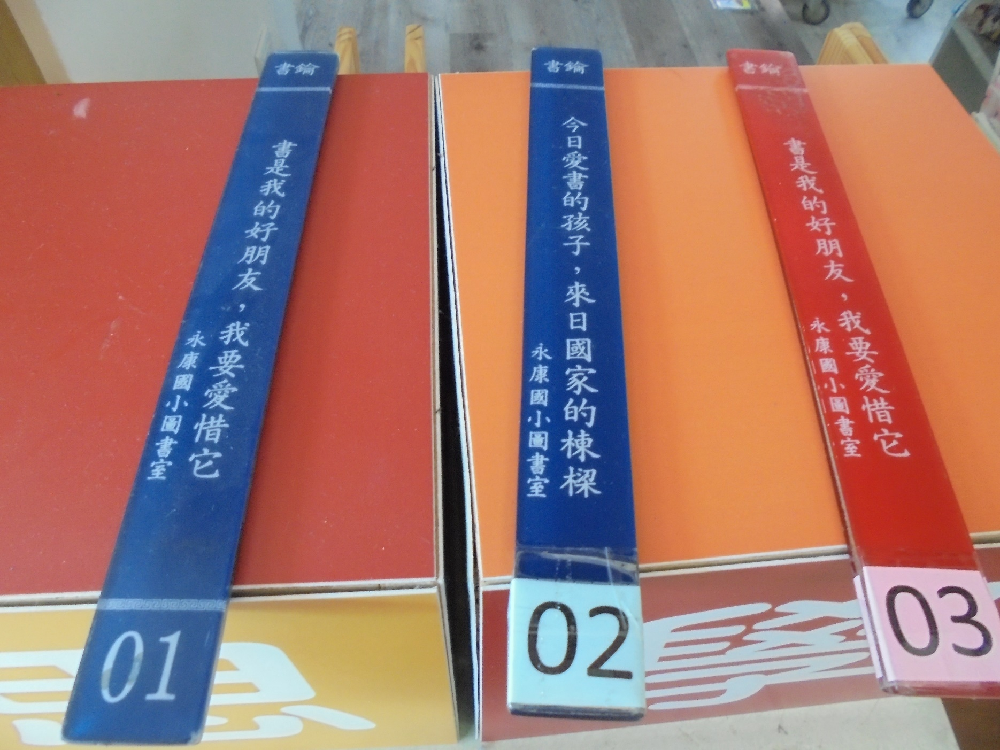 書鑰
書是我的好朋友，我要愛惜它
永康國小圖書室
01
書鑰
今日愛書的孩子，來日國家的棟樑
永康國小圖書室
02
書鑰
書是我的好朋友，我要愛惜它
永康國小圖書室
03